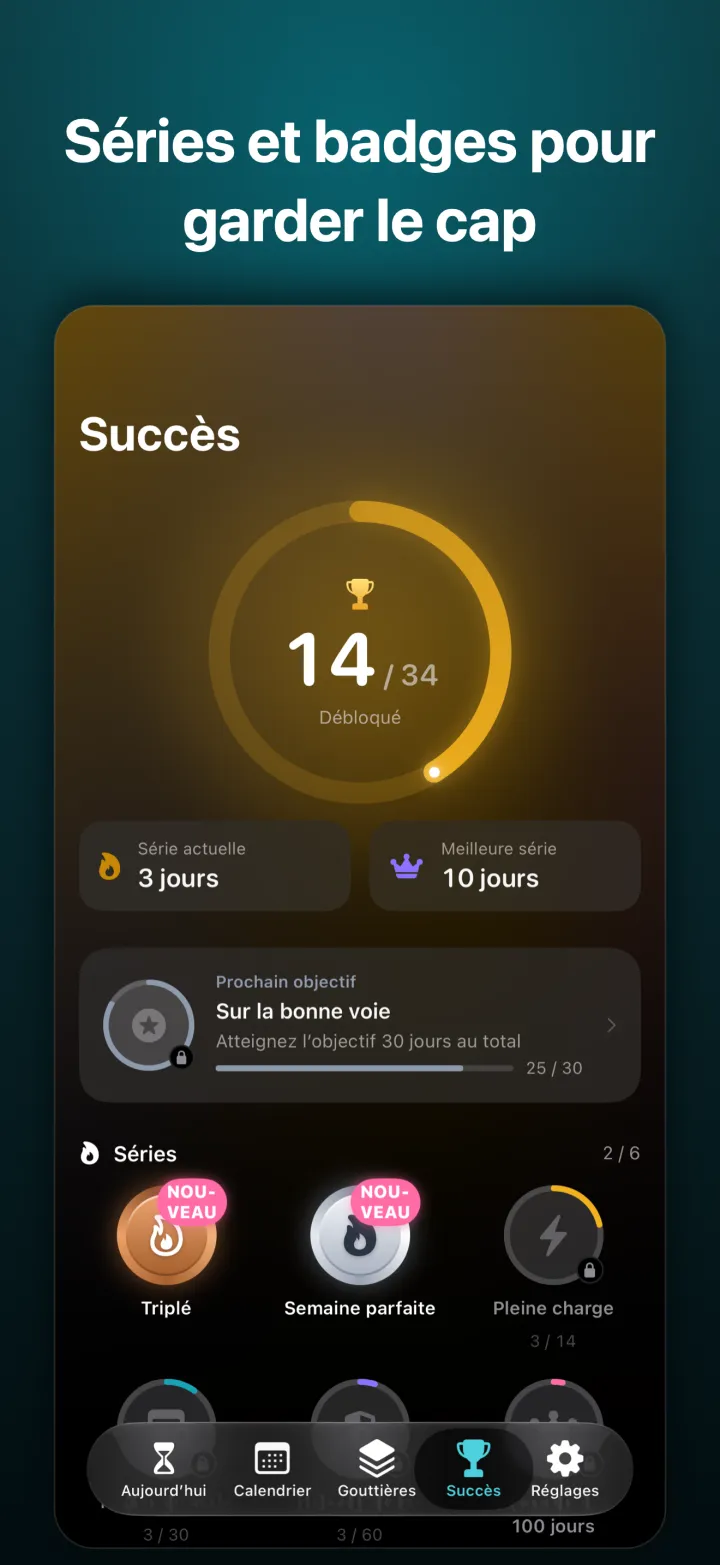 Séries et badges pour
garder le cap
Succès
14 / 34
Débloqué
Série actuelle
3 jours
Meilleure série
10 jours
Prochain objectif
Sur la bonne voie
Atteignez l'objectif 30 jours au total
25 / 30
Séries
2 / 6
NOU-
VEAU
NOU-
VEAU
Triplé
Semaine parfaite
Pleine charge
3 / 14
Aujourd'hui
Calendrier
Gouttières
Succès
Réglages
3 / 30
3 / 60
100 jours